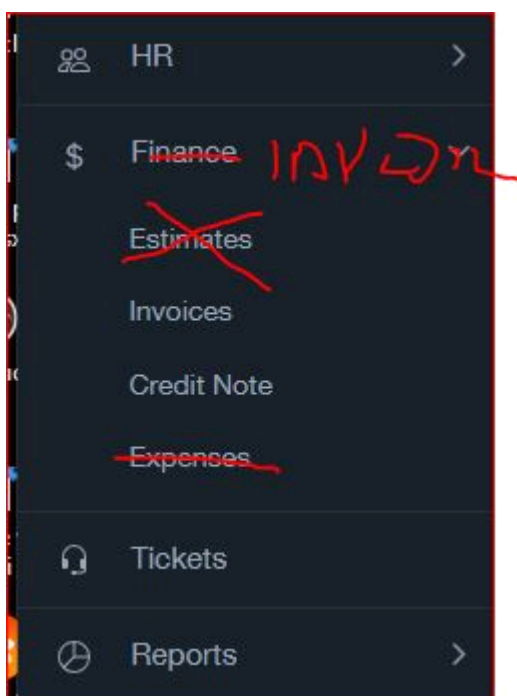 HR
Finance
Estimates
Invoices
Credit Note
Expenses
Tickets
Reports